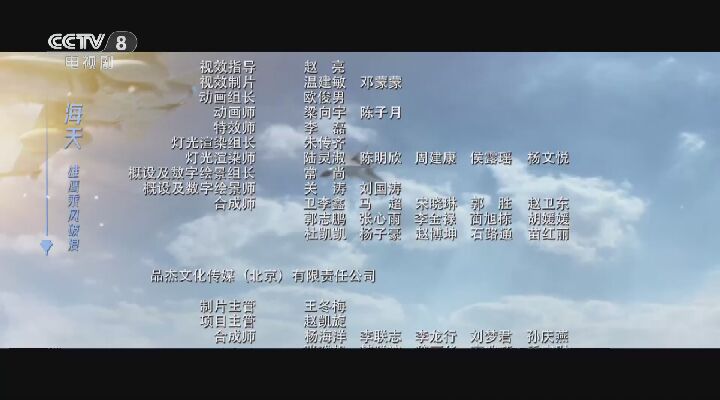 CCTV 8
电视剧
海天 雄鹰乘风破浪
视效指导 赵 亮
视效制片 温建敏 邓蒙蒙
动画组长 欧俊男
动画师 梁向宇 陈子月
特效师 李 磊
灯光渲染组长 朱传齐
灯光渲染师 陆灵淑 陈明欣 周建康 侯露瑶 杨文悦
概设及数字绘景组长 常 尚
概设及数字绘景师 关 涛 刘国涛
合成师 卫李鑫 马 超 宋晓琳 郭 胜 赵卫东
郭志鹏 张心雨 李金禄 商旭栋 胡媛媛
杜凯凯 杨子豪 赵博坤 石路通 苗红丽
品杰文化传媒（北京）有限责任公司
制片主管 王冬梅
项目主管 赵凯旋
合成师 杨海洋 李联志 李龙行 刘梦君 孙庆燕